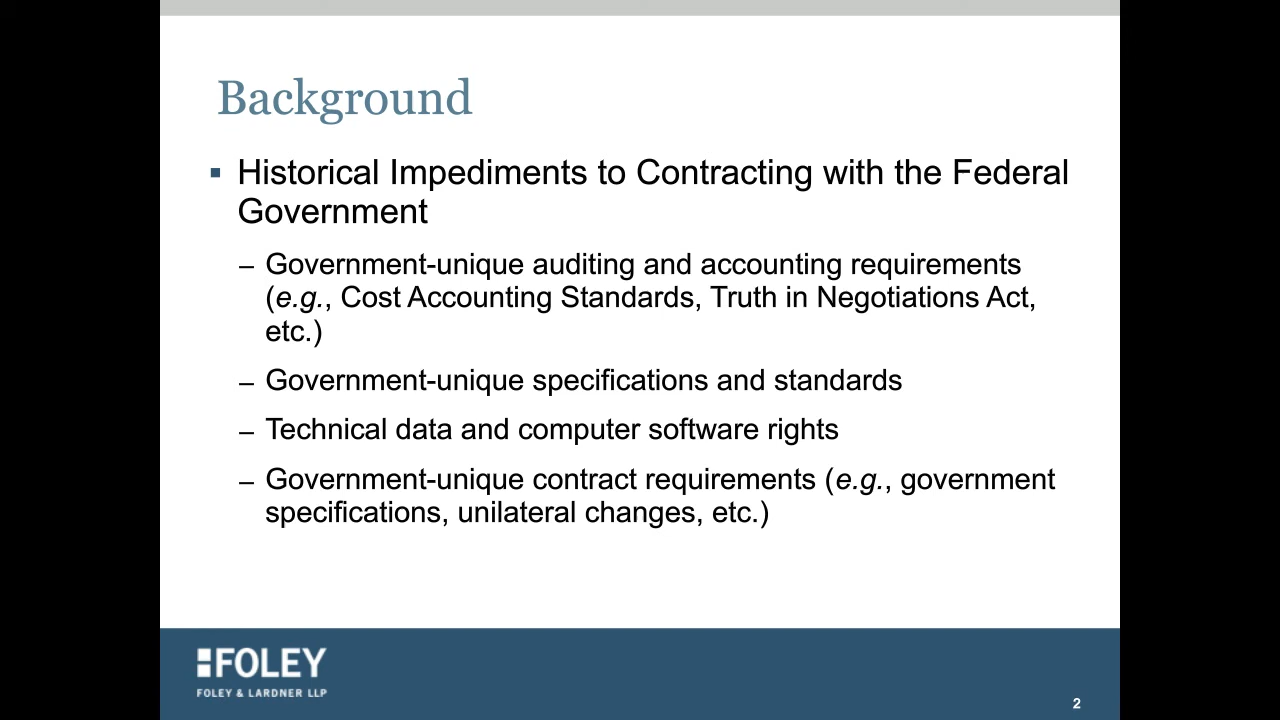 Background
▪ Historical Impediments to Contracting with the Federal
Government
– Government-unique auditing and accounting requirements
(e.g., Cost Accounting Standards, Truth in Negotiations Act,
etc.)
– Government-unique specifications and standards
– Technical data and computer software rights
– Government-unique contract requirements (e.g., government
specifications, unilateral changes, etc.)
FOLEY
FOLEY & LARDNER LLP
2